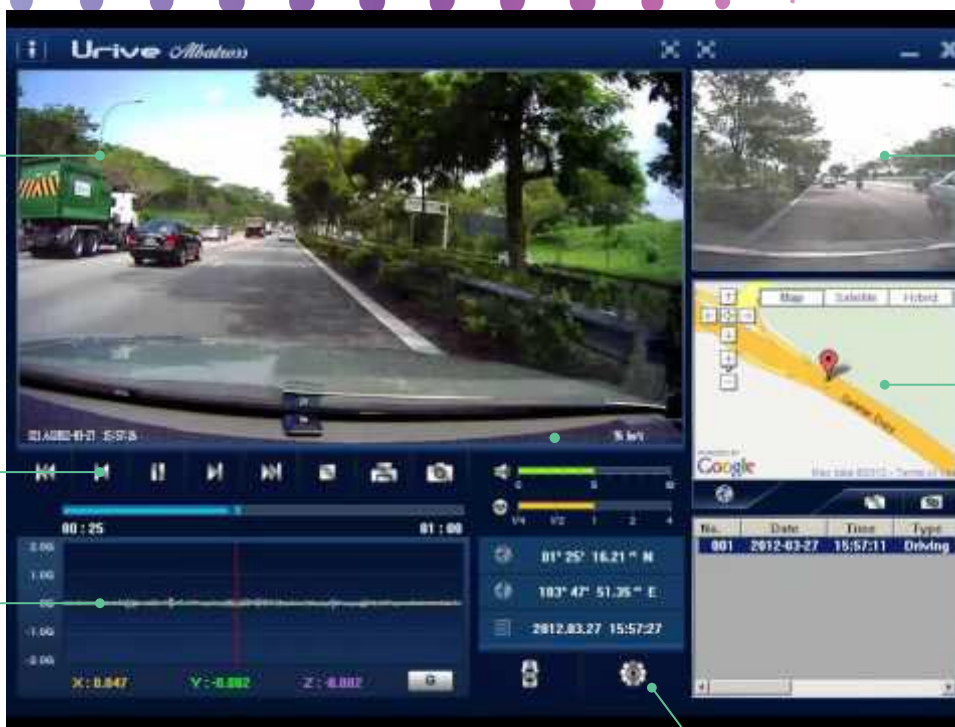 Urive Albatross
Map Satellite Hybrid
POWERED BY
Google
00:25 01:00
0 5 10
1/4 1/2 1 2 4
No. Date Time Type
001 2012-03-27 15:57:11 Driving
2.0G
1.0G
0G
-1.0G
-2.0G
X: 0.047 Y: -0.002 Z: -0.002 G
01° 25' 16.21 " N
103° 47' 51.35 " E
2012.03.27 15:57:27